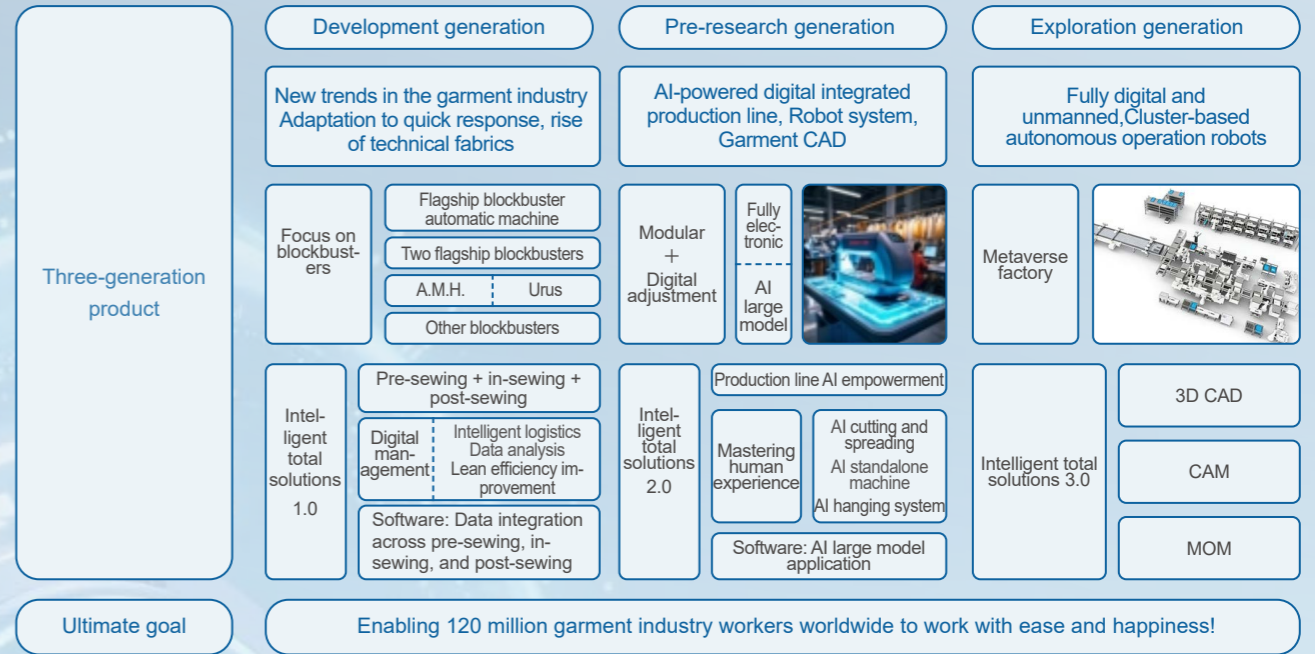 Three-generation
product
Development generation
New trends in the garment industry
Adaptation to quick response, rise
of technical fabrics
Focus on
blockbust-
ers
Flagship blockbuster
automatic machine
Two flagship blockbusters
A.M.H.
Urus
Other blockbusters
Intel-
ligent
total
solutions
1.0
Pre-sewing + in-sewing +
post-sewing
Digital
man-
agement
Intelligent logistics
Data analysis
Lean efficiency im-
provement
Software: Data integration
across pre-sewing, in-
sewing, and post-sewing
Pre-research generation
AI-powered digital integrated
production line, Robot system,
Garment CAD
Modular
+
Digital
adjustment
Fully
elec-
tronic
AI
large
model
Intel-
ligent
total
solutions
2.0
Production line AI empowerment
Mastering
human
experience
AI cutting and
spreading
AI standalone
machine
AI hanging system
Software: AI large model
application
Exploration generation
Fully digital and
unmanned,Cluster-based
autonomous operation robots
Metaverse
factory
Intelligent total
solutions 3.0
3D CAD
CAM
MOM
Ultimate goal
Enabling 120 million garment industry workers worldwide to work with ease and happiness!